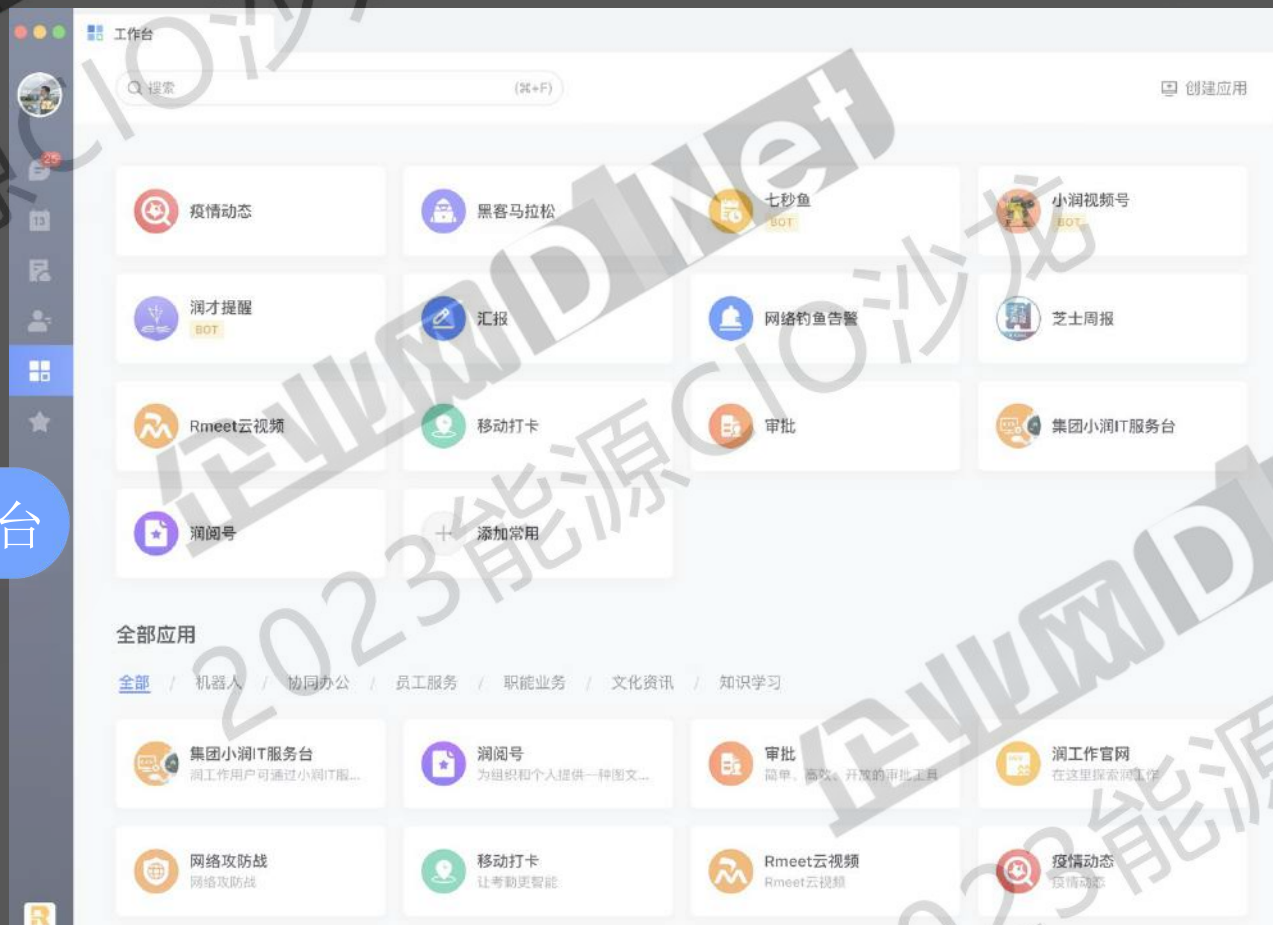 工作台
搜索 (⌘+F)
创建应用
25
13
疫情动态
黑客马拉松
七秒鱼
BOT
小润视频号
BOT
润才提醒
BOT
汇报
网络钓鱼告警
芝士周报
Rmeet云视频
移动打卡
审批
集团小润IT服务台
台
润阅号
添加常用
全部应用
全部 / 机器人 / 协同办公 / 员工服务 / 职能业务 / 文化资讯 / 知识学习
集团小润IT服务台
润工作用户可通过小润IT服...
润阅号
为组织和个人提供一种图文...
审批
简单、高效、开放的审批工具
润工作官网
在这里探索润工作
网络攻防战
网络攻防战
移动打卡
让考勤更智能
Rmeet云视频
Rmeet云视频
疫情动态
疫情动态
企业网D1Net
2023能源CIO沙龙